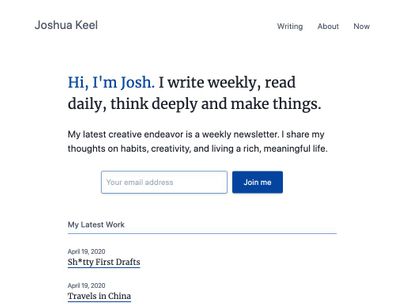 Joshua Keel
Writing About Now
Hi, I'm Josh. I write weekly, read
daily, think deeply and make things.
My latest creative endeavor is a weekly newsletter. I share my
thoughts on habits, creativity, and living a rich, meaningful life.
Your email address
Join me
My Latest Work
April 19, 2020
Sh*tty First Drafts
April 19, 2020
Travels in China